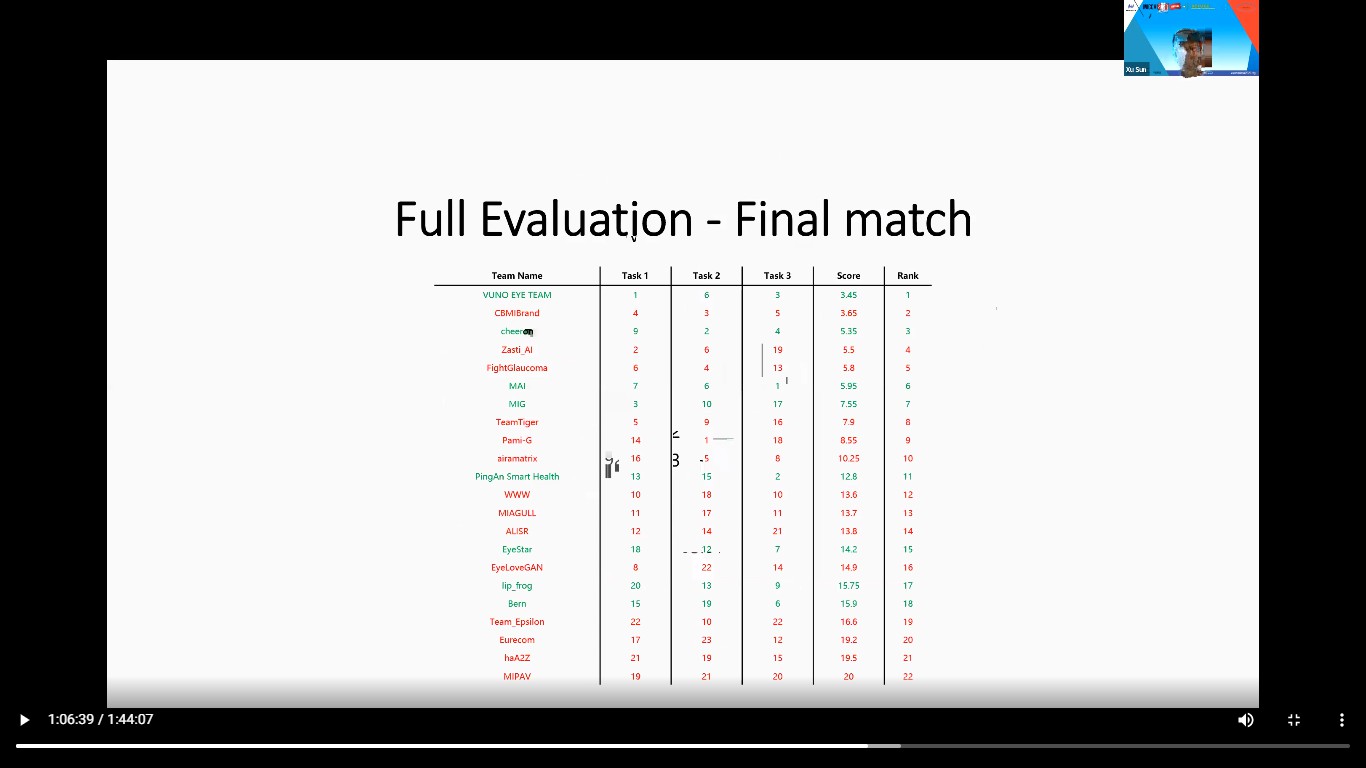 Xu Sun
Full Evaluation - Final match
Team Name Task 1 Task 2 Task 3 Score Rank
VUNO EYE TEAM 1 6 3 3.45 1
CBMIBrand 4 3 5 3.65 2
cheer 9 2 4 5.35 3
Zasti_AI 2 6 19 5.5 4
FightGlaucoma 6 4 13 5.8 5
MAI 7 6 1 5.95 6
MIG 3 10 17 7.55 7
TeamTiger 5 9 16 7.9 8
Pami-G 14 1 18 8.55 9
airamatrix 16 5 8 10.25 10
PingAn Smart Health 13 15 2 12.8 11
WWW 10 18 10 13.6 12
MIAGULL 11 17 11 13.7 13
ALISR 12 14 21 13.8 14
EyeStar 18 12 7 14.2 15
EyeLoveGAN 8 22 14 14.9 16
lip_frog 20 13 9 15.75 17
Bern 15 19 6 15.9 18
Team_Epsilon 22 10 22 16.6 19
Eurecom 17 23 12 19.2 20
haA2Z 21 19 15 19.5 21
MIPAV 19 21 20 20 22
1:06:39 / 1:44:07